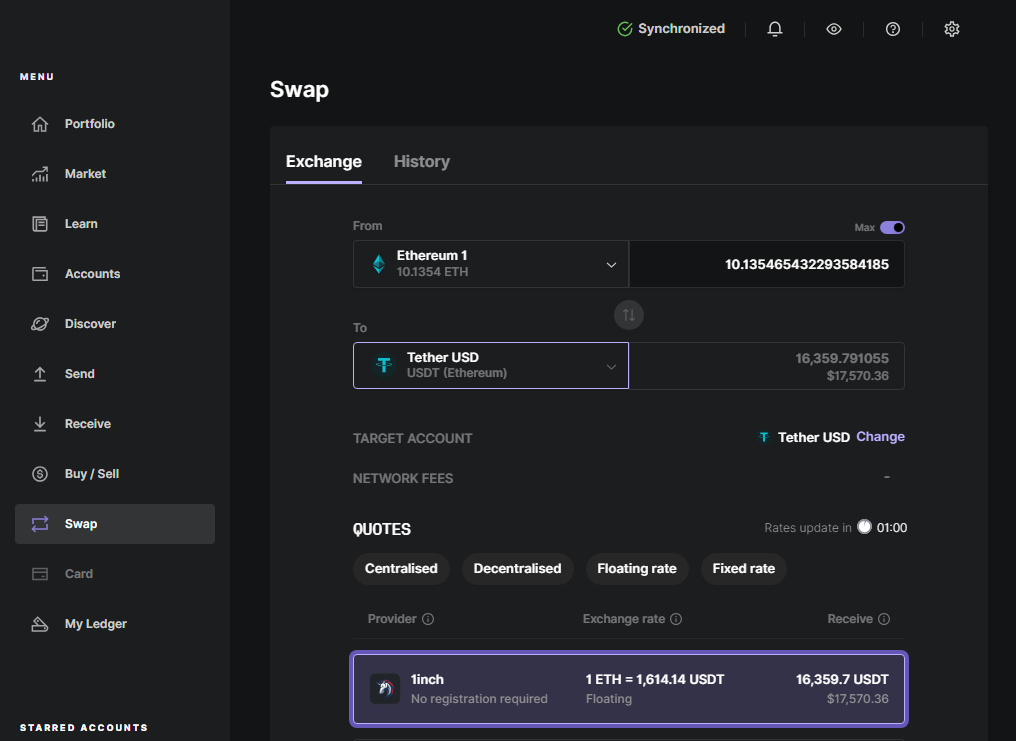 Synchronized
MENU
Portfolio
Market
Learn
Accounts
Discover
Send
Receive
Buy / Sell
Swap
Card
My Ledger
STARRED ACCOUNTS
Swap
Exchange
History
From
Max
Ethereum 1
10.1354 ETH
10.135465432293584185
To
Tether USD
USDT (Ethereum)
16,359.791055
$17,570.36
TARGET ACCOUNT
Tether USD Change
NETWORK FEES
-
QUOTES
Rates update in 01:00
Centralised
Decentralised
Floating rate
Fixed rate
Provider
Exchange rate
Receive
1inch
No registration required
1 ETH = 1,614.14 USDT
Floating
16,359.7 USDT
$17,570.36